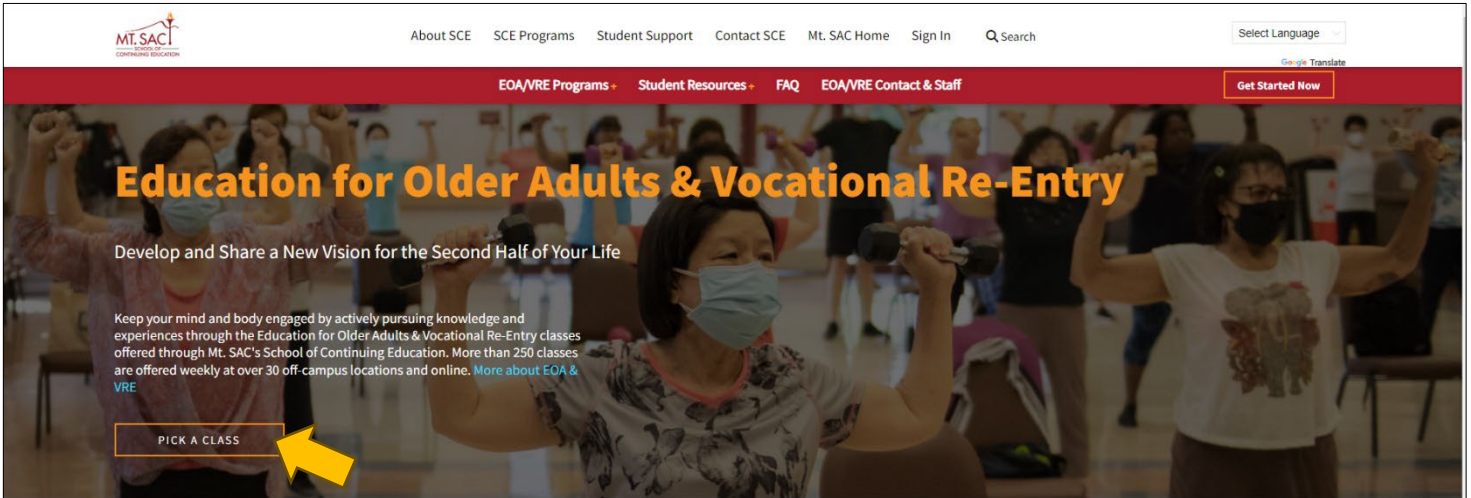 MT. SAC
SCHOOL OF
CONTINUING EDUCATION
About SCE SCE Programs Student Support Contact SCE Mt. SAC Home Sign In Search
Select Language
Google Translate
EOA/VRE Programs+ Student Resources+ FAQ EOA/VRE Contact & Staff
Get Started Now
Education for Older Adults & Vocational Re-Entry
Develop and Share a New Vision for the Second Half of Your Life
Keep your mind and body engaged by actively pursuing knowledge and
experiences through the Education for Older Adults & Vocational Re-Entry classes
offered through Mt. SAC's School of Continuing Education. More than 250 classes
are offered weekly at over 30 off-campus locations and online. More about EOA &
VRE
PICK A CLASS